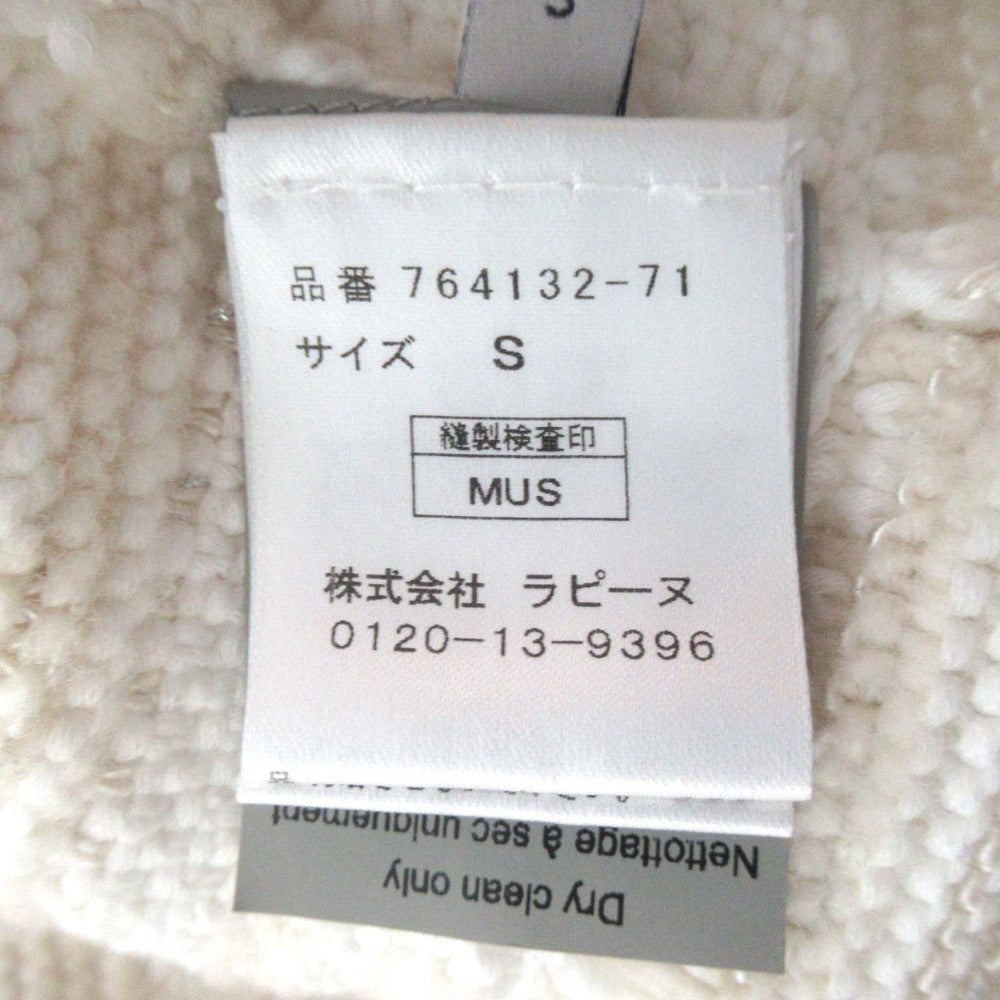 品番 764132-71
サイズ S
縫製検査印
MUS
株式会社 ラピーヌ
0120-13-9396
Nettottage à sec uniquement
Dry clean only